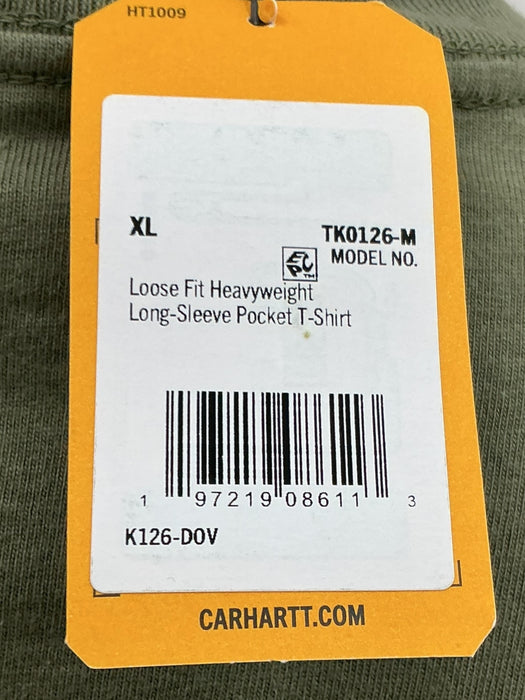 HT1009
XL
TK0126-M
MODEL NO.
EPC™
Loose Fit Heavyweight
Long-Sleeve Pocket T-Shirt
1 97219 08611 3
K126-DOV
CARHARTT.COM